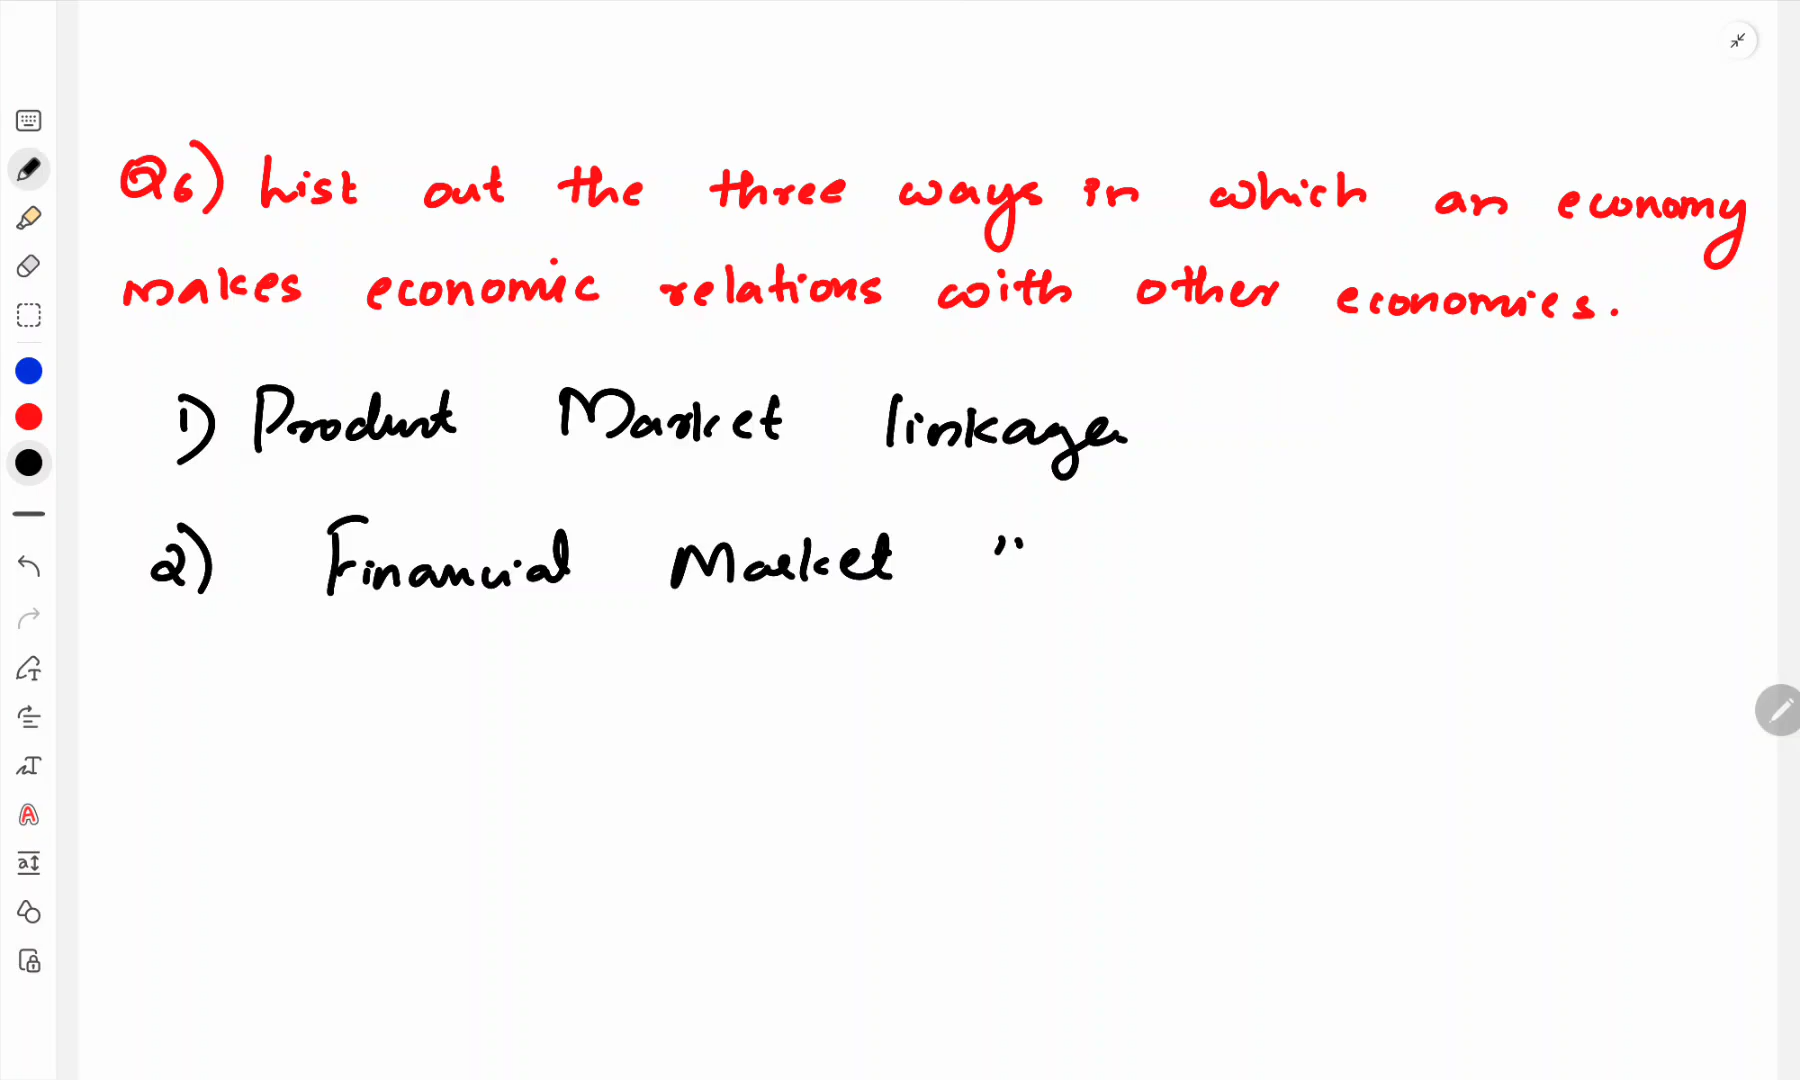 Q6) List out the three ways in which an economy
makes economic relations with other economies.
1) Product Market linkage
2) Financial Market "